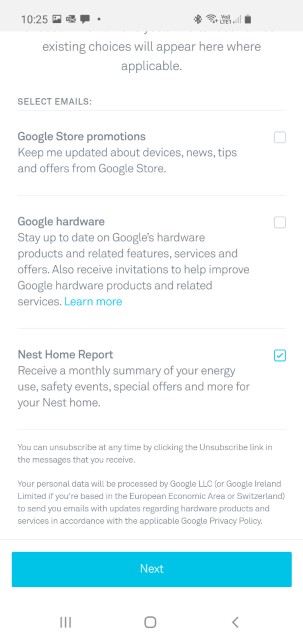 10:25
existing choices will appear here where
applicable.
SELECT EMAILS:
Google Store promotions
Keep me updated about devices, news, tips
and offers from Google Store.
Google hardware
Stay up to date on Google's hardware
products and related features, services and
offers. Also receive invitations to help improve
Google hardware products and related
services. Learn more
Nest Home Report
Receive a monthly summary of your energy
use, safety events, special offers and more for
your Nest home.
You can unsubscribe at any time by clicking the Unsubscribe link in
the messages that you receive.
Your personal data will be processed by Google LLC (or Google Ireland
Limited if you're based in the European Economic Area or Switzerland)
to send you emails with updates regarding hardware products and
services in accordance with the applicable Google Privacy Policy.
Next